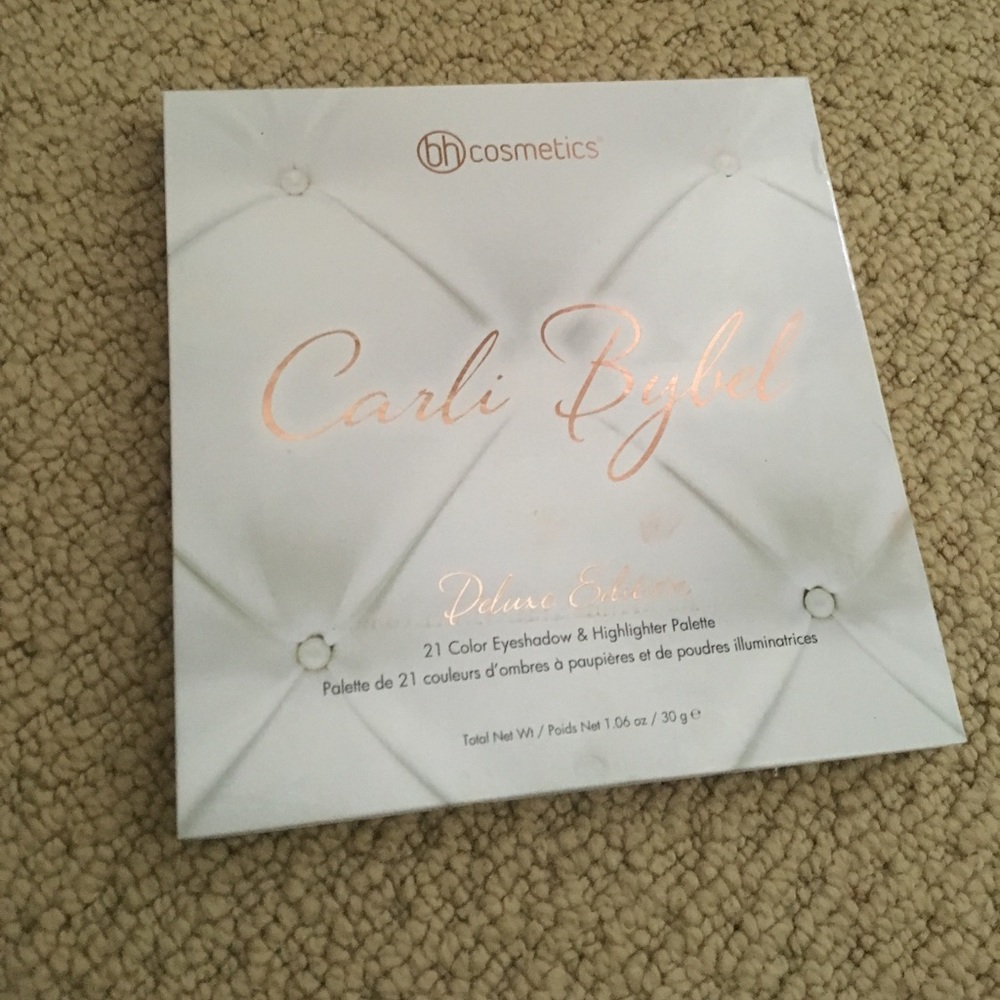 bh cosmetics®
Carli Bybel
Deluxe Edition
21 Color Eyeshadow & Highlighter Palette
Palette de 21 couleurs d'ombres à paupières et de poudres illuminatrices
Total Net Wt / Poids Net 1.06 oz / 30 g ℮